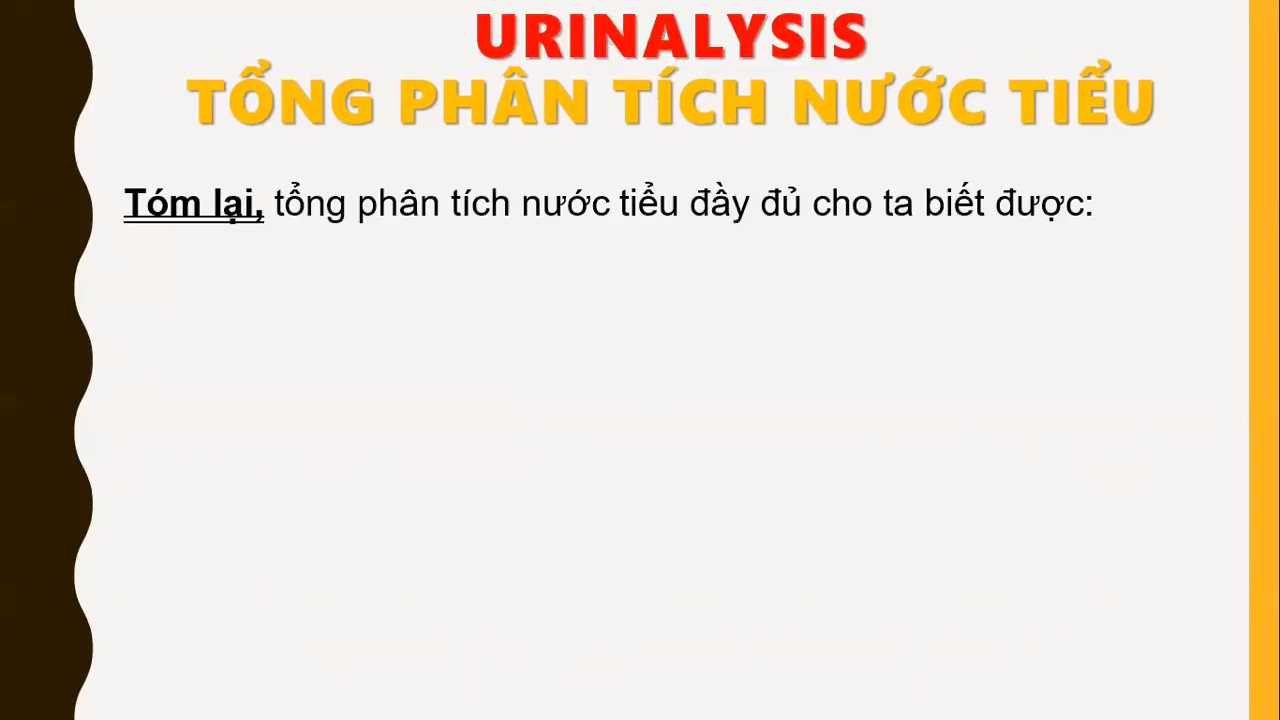 URINALYSIS
TỔNG PHÂN TÍCH NƯỚC TIỂU
Tóm lại, tổng phân tích nước tiểu đầy đủ cho ta biết được: